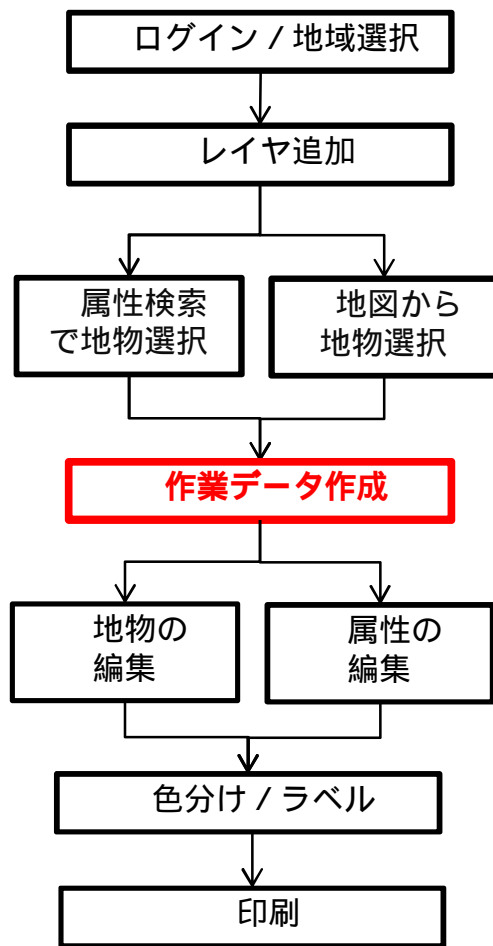 ログイン / 地域選択
レイヤ追加
属性検索
で地物選択
地図から
地物選択
作業データ作成
地物の
編集
属性の
編集
色分け / ラベル
印刷